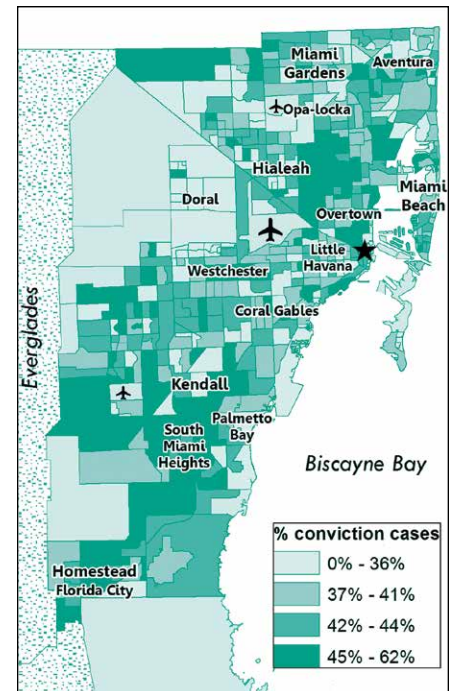 Miami
Gardens
Aventura
Opa-locka
Hialeah
Miami
Beach
Doral
Overtown
Little
Havana
Westchester
Coral Gables
Everglades
Kendall
Palmetto
Bay
South
Miami
Heights
Biscayne Bay
Homestead
Florida City
% conviction cases
0% - 36%
37% - 41%
42% - 44%
45% - 62%